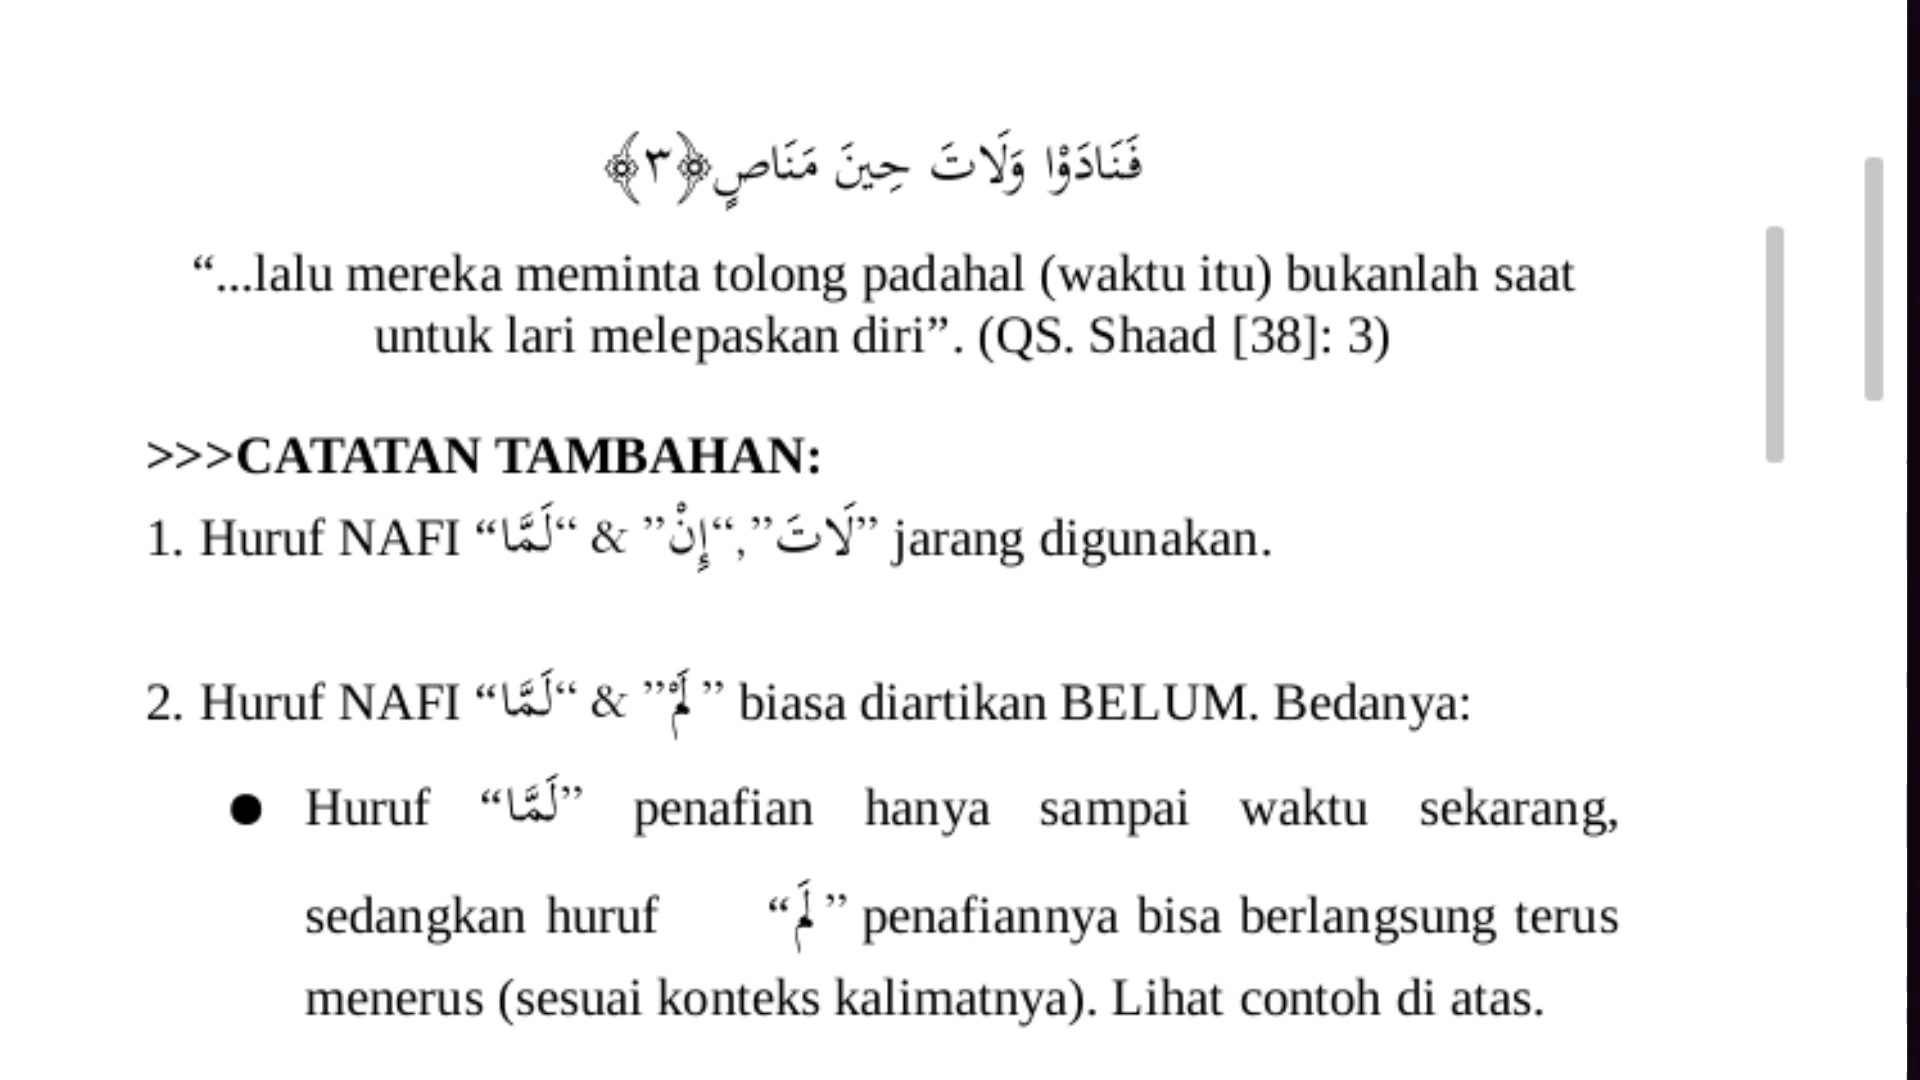 فَنَادَوْا وَلَاتَ حِينَ مَنَاصٍ﴿٣﴾
“...lalu mereka meminta tolong padahal (waktu itu) bukanlah saat
untuk lari melepaskan diri”. (QS. Shaad [38]: 3)
>>>CATATAN TAMBAHAN:
1. Huruf NAFI “لَمَّا“ & ”إِنْ“,”لَاتَ” jarang digunakan.
2. Huruf NAFI “لَمَّا“ & ”لَمْ ” biasa diartikan BELUM. Bedanya:
● Huruf “لَمَّا” penafian hanya sampai waktu sekarang,
sedangkan huruf “لَم ” penafiannya bisa berlangsung terus
menerus (sesuai konteks kalimatnya). Lihat contoh di atas.